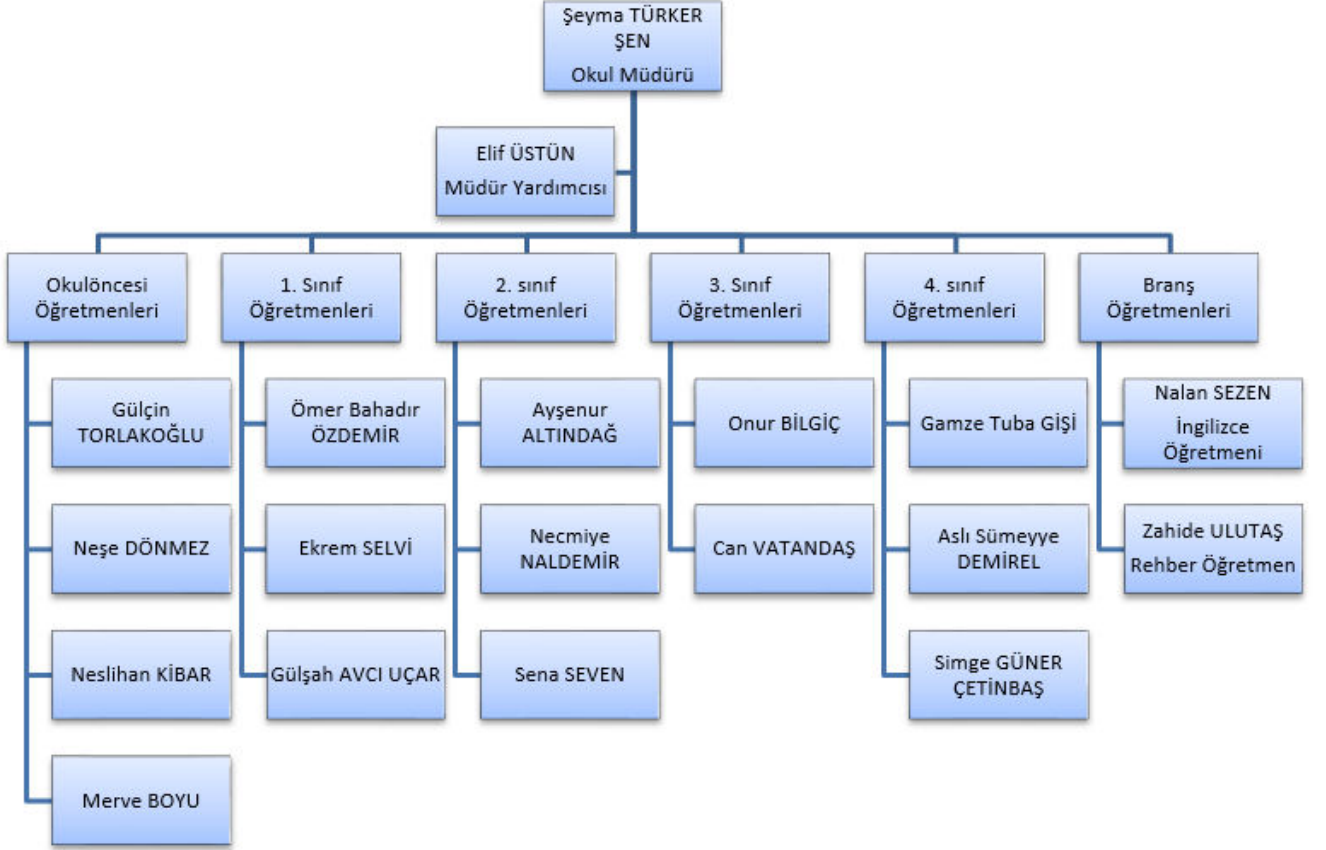 Şeyma TÜRKER
ŞEN
Okul Müdürü
Elif ÜSTÜN
Müdür Yardımcısı
Okulöncesi
Öğretmenleri
1. Sınıf
Öğretmenleri
2. sınıf
Öğretmenleri
3. Sınıf
Öğretmenleri
4. sınıf
Öğretmenleri
Branş
Öğretmenleri
Gülçin
TORLAKOĞLU
Neşe DÖNMEZ
Neslihan KİBAR
Merve BOYU
Ömer Bahadır
ÖZDEMİR
Ekrem SELVİ
Gülşah AVCI UÇAR
Ayşenur
ALTINDAĞ
Necmiye
NALDEMİR
Sena SEVEN
Onur BİLGİÇ
Can VATANDAŞ
Gamze Tuba GİŞİ
Aslı Sümeyye
DEMİREL
Simge GÜNER
ÇETİNBAŞ
Nalan SEZEN
İngilizce
Öğretmeni
Zahide ULUTAŞ
Rehber Öğretmen